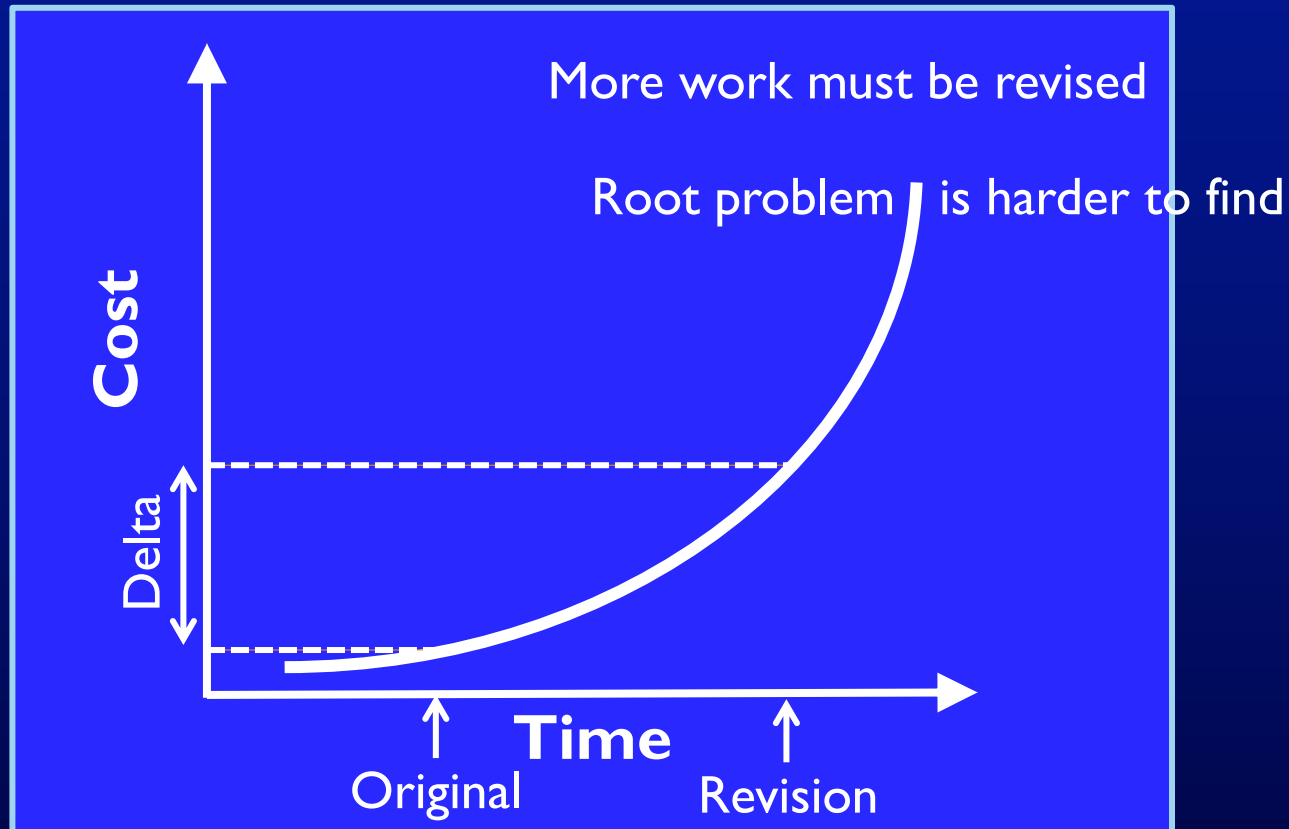 More work must be revised
Root problem is harder to find
Cost
Delta
Time
Original
Revision